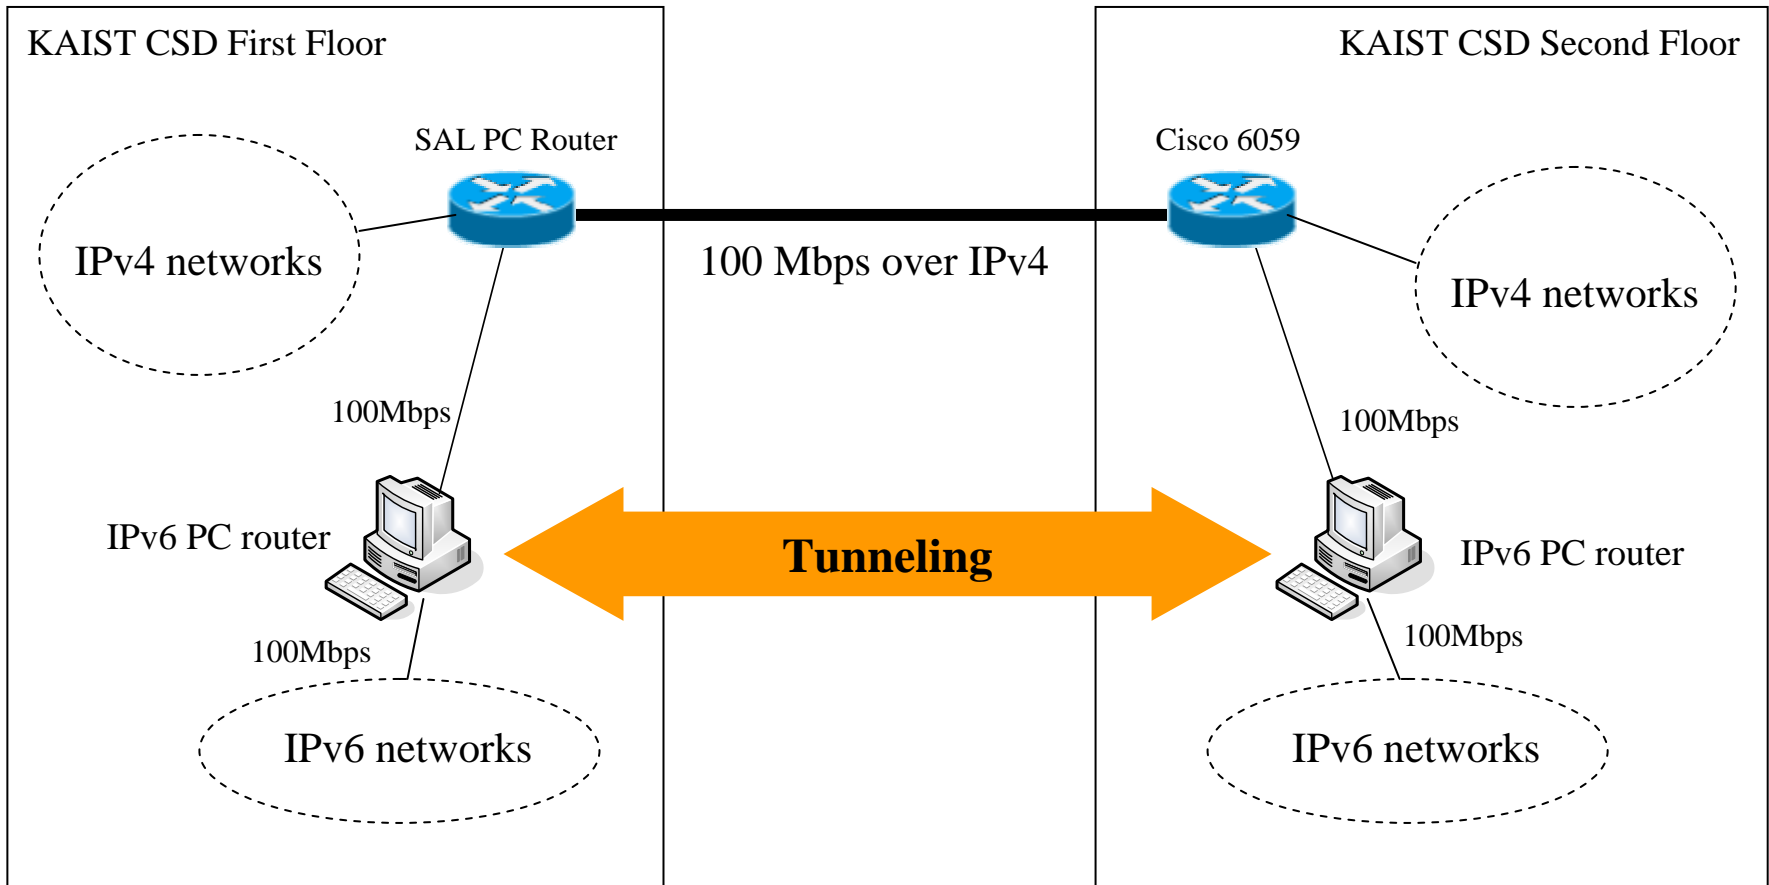 KAIST CSD First Floor
KAIST CSD Second Floor
SAL PC Router
Cisco 6059
IPv4 networks
100 Mbps over IPv4
IPv4 networks
100Mbps
100Mbps
IPv6 PC router
Tunneling
IPv6 PC router
100Mbps
100Mbps
IPv6 networks
IPv6 networks